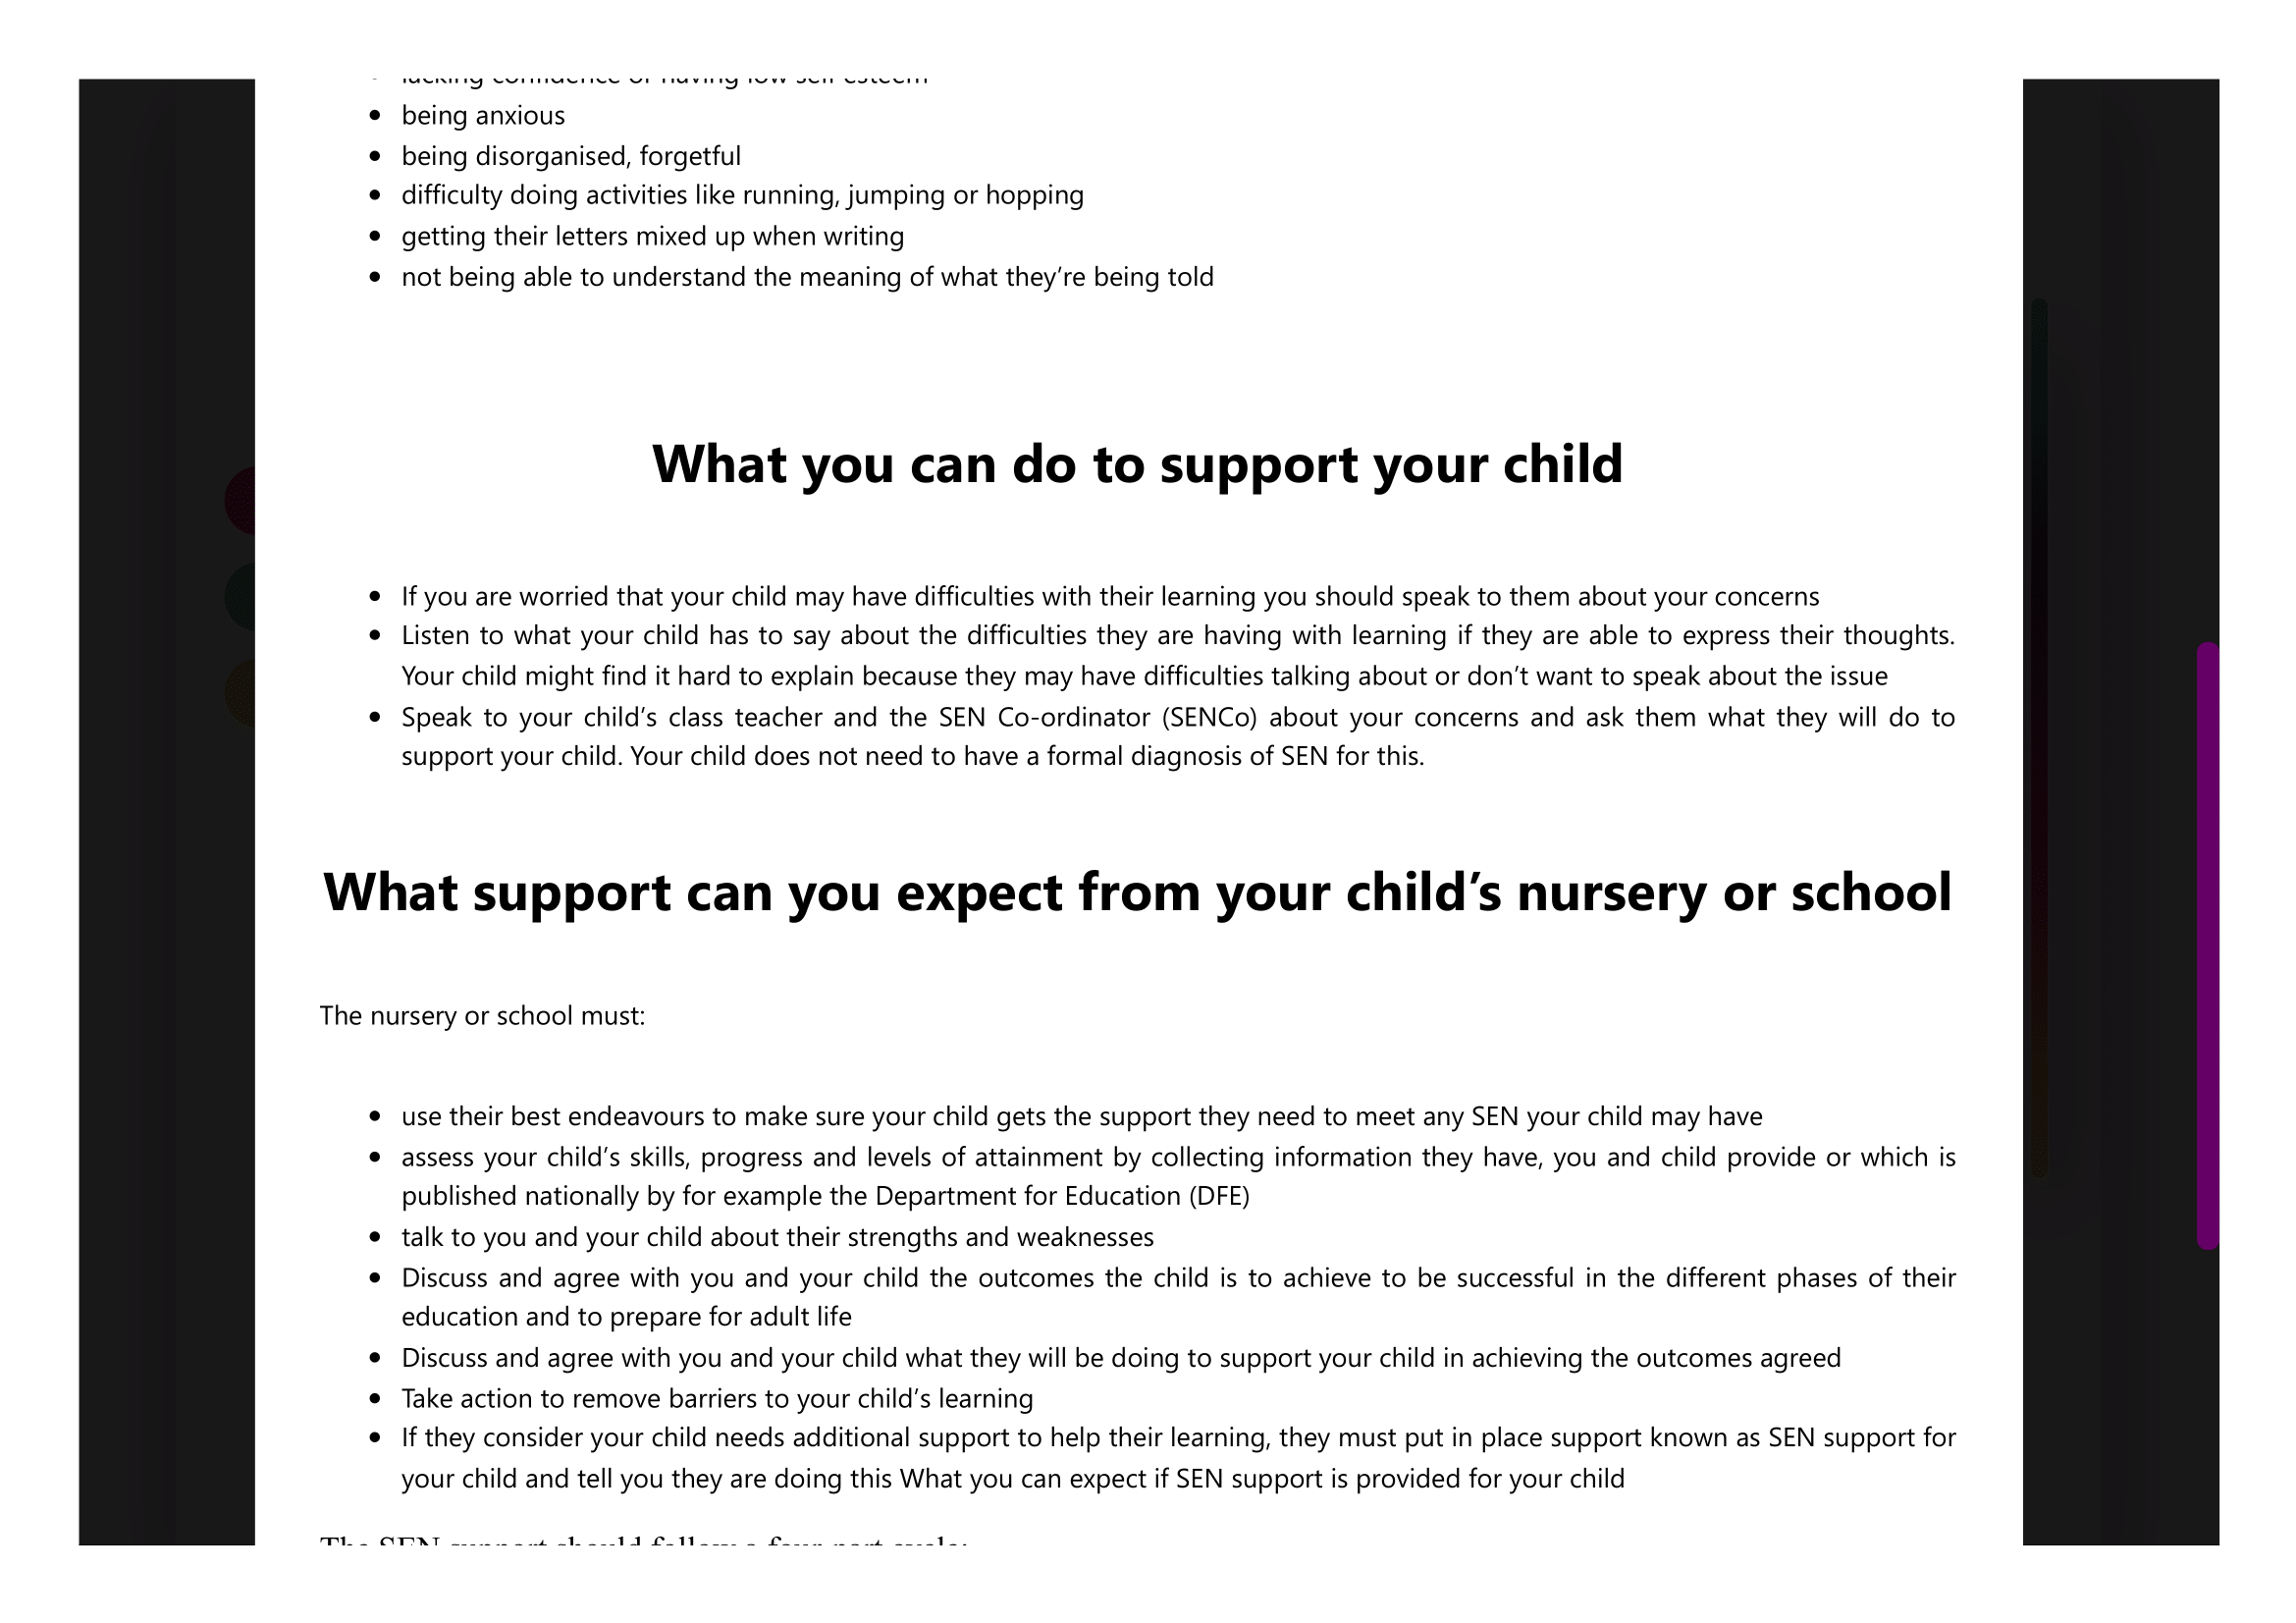 lacking confidence or having low self-esteem
• being anxious
• being disorganised, forgetful
• difficulty doing activities like running, jumping or hopping
• getting their letters mixed up when writing
• not being able to understand the meaning of what they’re being told
What you can do to support your child
• If you are worried that your child may have difficulties with their learning you should speak to them about your concerns
• Listen to what your child has to say about the difficulties they are having with learning if they are able to express their thoughts.
Your child might find it hard to explain because they may have difficulties talking about or don’t want to speak about the issue
• Speak to your child’s class teacher and the SEN Co-ordinator (SENCo) about your concerns and ask them what they will do to
support your child. Your child does not need to have a formal diagnosis of SEN for this.
What support can you expect from your child’s nursery or school
The nursery or school must:
• use their best endeavours to make sure your child gets the support they need to meet any SEN your child may have
• assess your child’s skills, progress and levels of attainment by collecting information they have, you and child provide or which is
published nationally by for example the Department for Education (DFE)
• talk to you and your child about their strengths and weaknesses
• Discuss and agree with you and your child the outcomes the child is to achieve to be successful in the different phases of their
education and to prepare for adult life
• Discuss and agree with you and your child what they will be doing to support your child in achieving the outcomes agreed
• Take action to remove barriers to your child’s learning
• If they consider your child needs additional support to help their learning, they must put in place support known as SEN support for
your child and tell you they are doing this What you can expect if SEN support is provided for your child
The SEN support should follow a four part cycle: